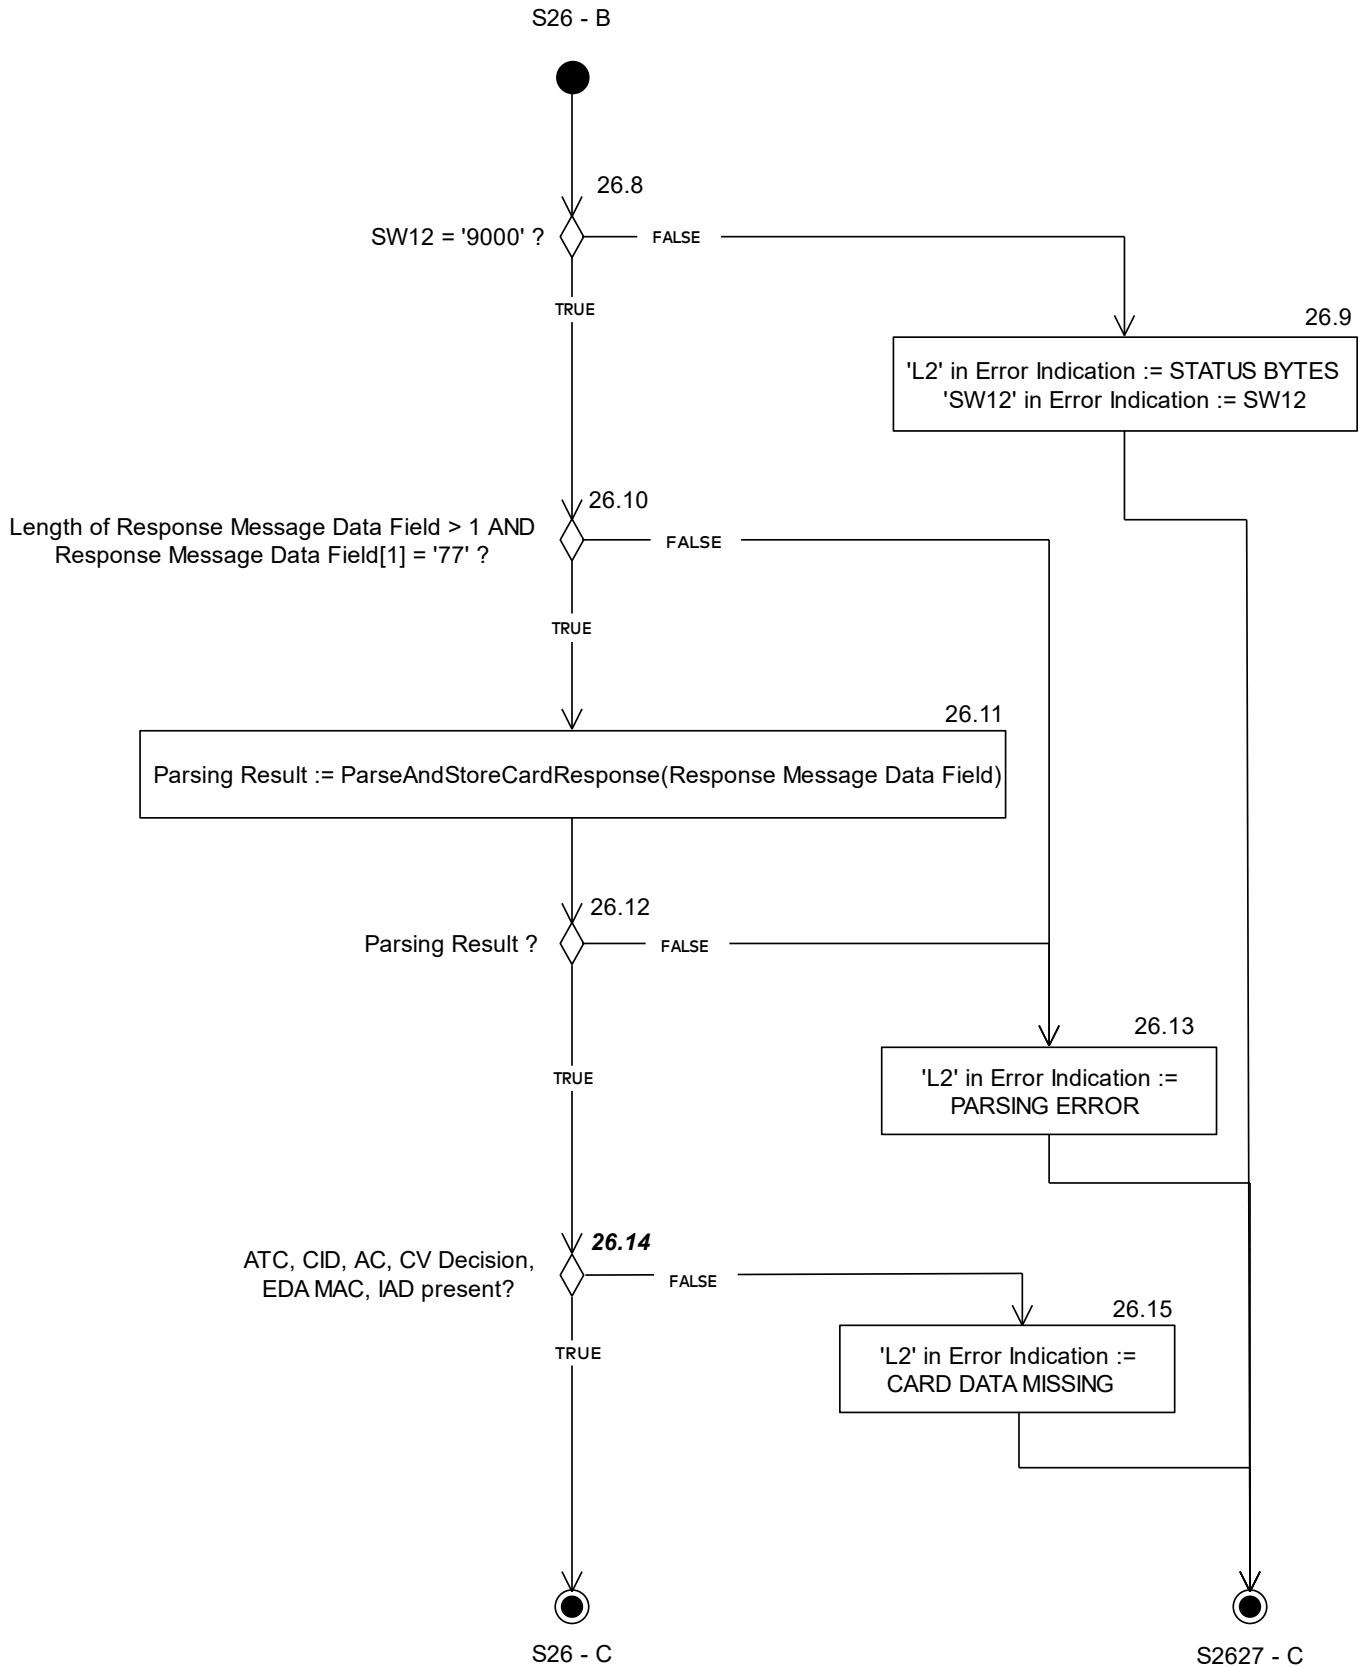 S26 - B
26.8
SW12 = '9000' ?
FALSE
TRUE
26.9
'L2' in Error Indication := STATUS BYTES
'SW12' in Error Indication := SW12
26.10
Length of Response Message Data Field > 1 AND
Response Message Data Field[1] = '77' ?
FALSE
TRUE
26.11
Parsing Result := ParseAndStoreCardResponse(Response Message Data Field)
26.12
Parsing Result ?
FALSE
26.13
'L2' in Error Indication :=
PARSING ERROR
TRUE
26.14
ATC, CID, AC, CV Decision,
EDA MAC, IAD present?
FALSE
26.15
'L2' in Error Indication :=
CARD DATA MISSING
TRUE
S26 - C
S2627 - C